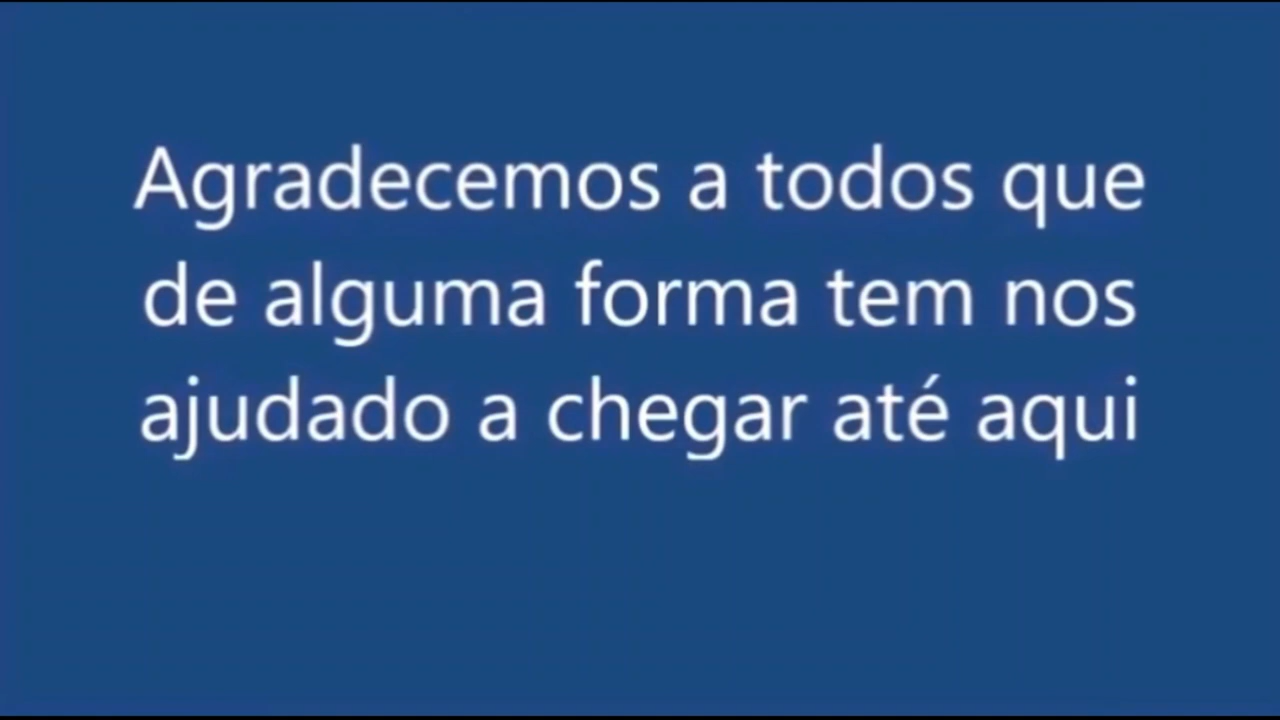 Agradecemos a todos que
de alguma forma tem nos
ajudado a chegar até aqui